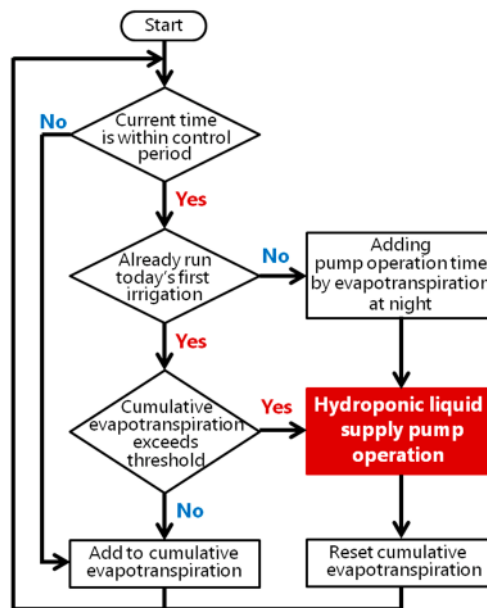 Start
No
Current time
is within control
period
Yes
Already run
today's first
irrigation
No
Adding
pump operation time
by evapotranspiration
at night
Yes
Cumulative
evapotranspiration
exceeds
threshold
Yes
Hydroponic liquid
supply pump
operation
No
Add to cumulative
evapotranspiration
Reset cumulative
evapotranspiration